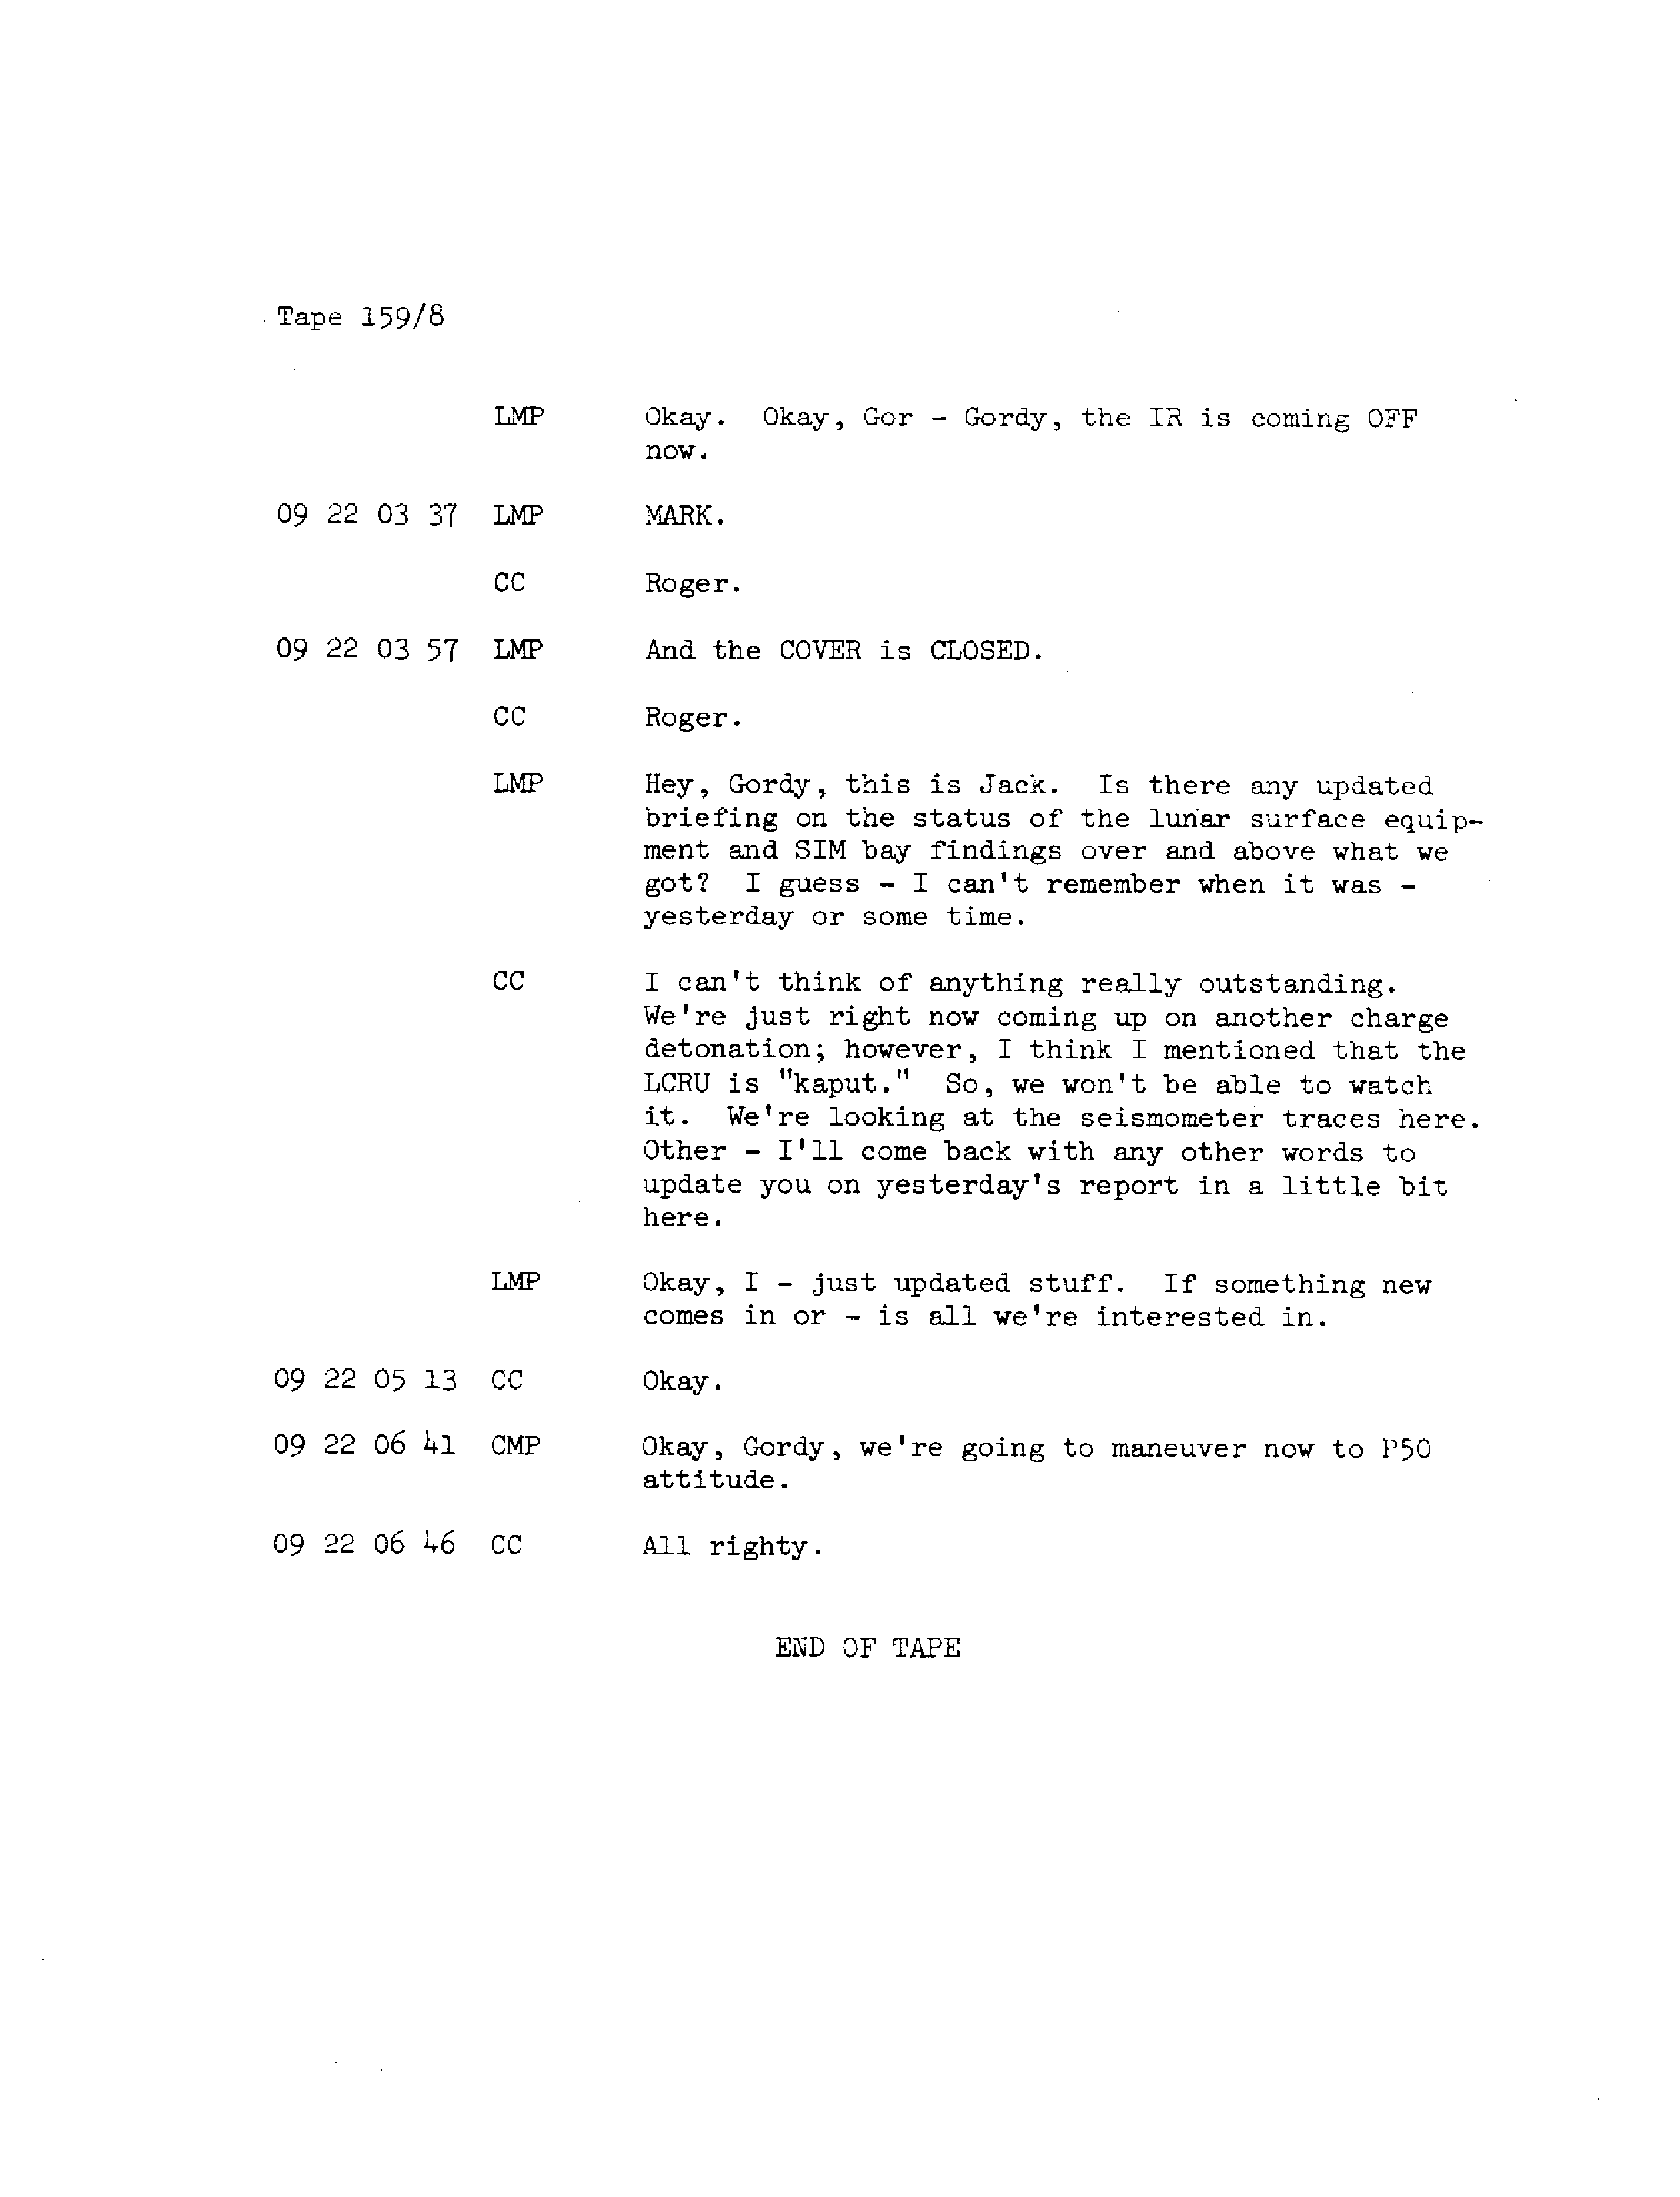 Tape 159/8
LMP Okay. Okay, Gor - Gordy, the IR is coming OFF
now.
09 22 03 37 LMP MARK.
CC Roger.
09 22 03 57 LMP And the COVER is CLOSED.
CC Roger.
LMP Hey, Gordy, this is Jack. Is there any updated
briefing on the status of the lunar surface equip-
ment and SIM bay findings over and above what we
got? I guess - I can't remember when it was -
yesterday or some time.
CC I can't think of anything really outstanding.
We're just right now coming up on another charge
detonation; however, I think I mentioned that the
LCRU is "kaput." So, we won't be able to watch
it. We're looking at the seismometer traces here.
Other - I'll come back with any other words to
update you on yesterday's report in a little bit
here.
LMP Okay, I - just updated stuff. If something new
comes in or - is all we're interested in.
09 22 05 13 CC Okay.
09 22 06 41 CMP Okay, Gordy, we're going to maneuver now to P50
attitude.
09 22 06 46 CC All righty.
END OF TAPE